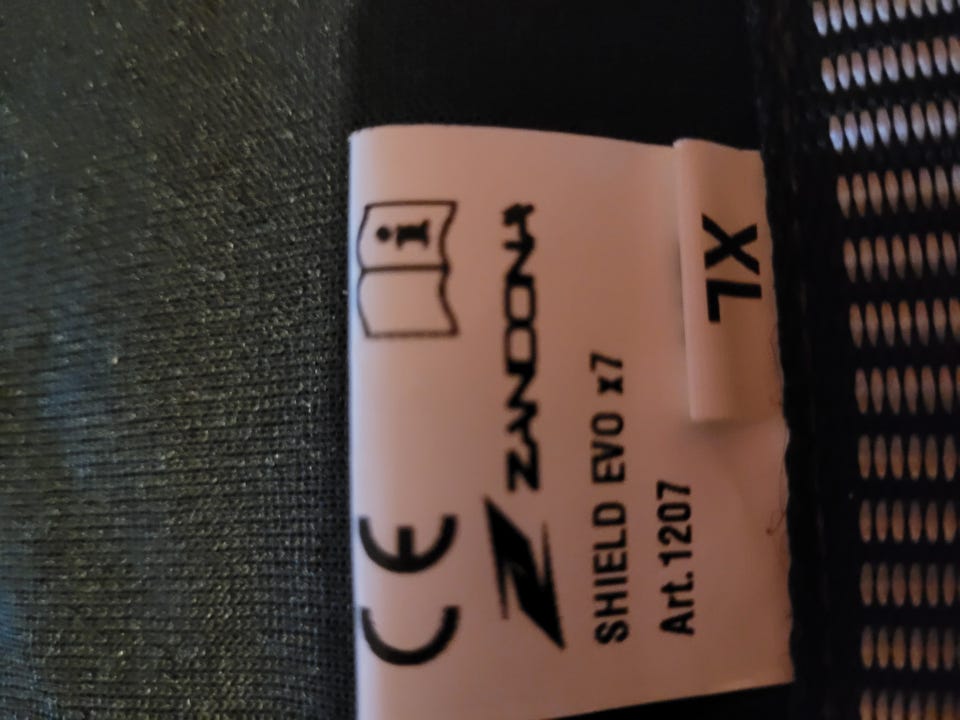 CE i
ZANDONA
SHIELD EVO x7
Art. 1207
XL